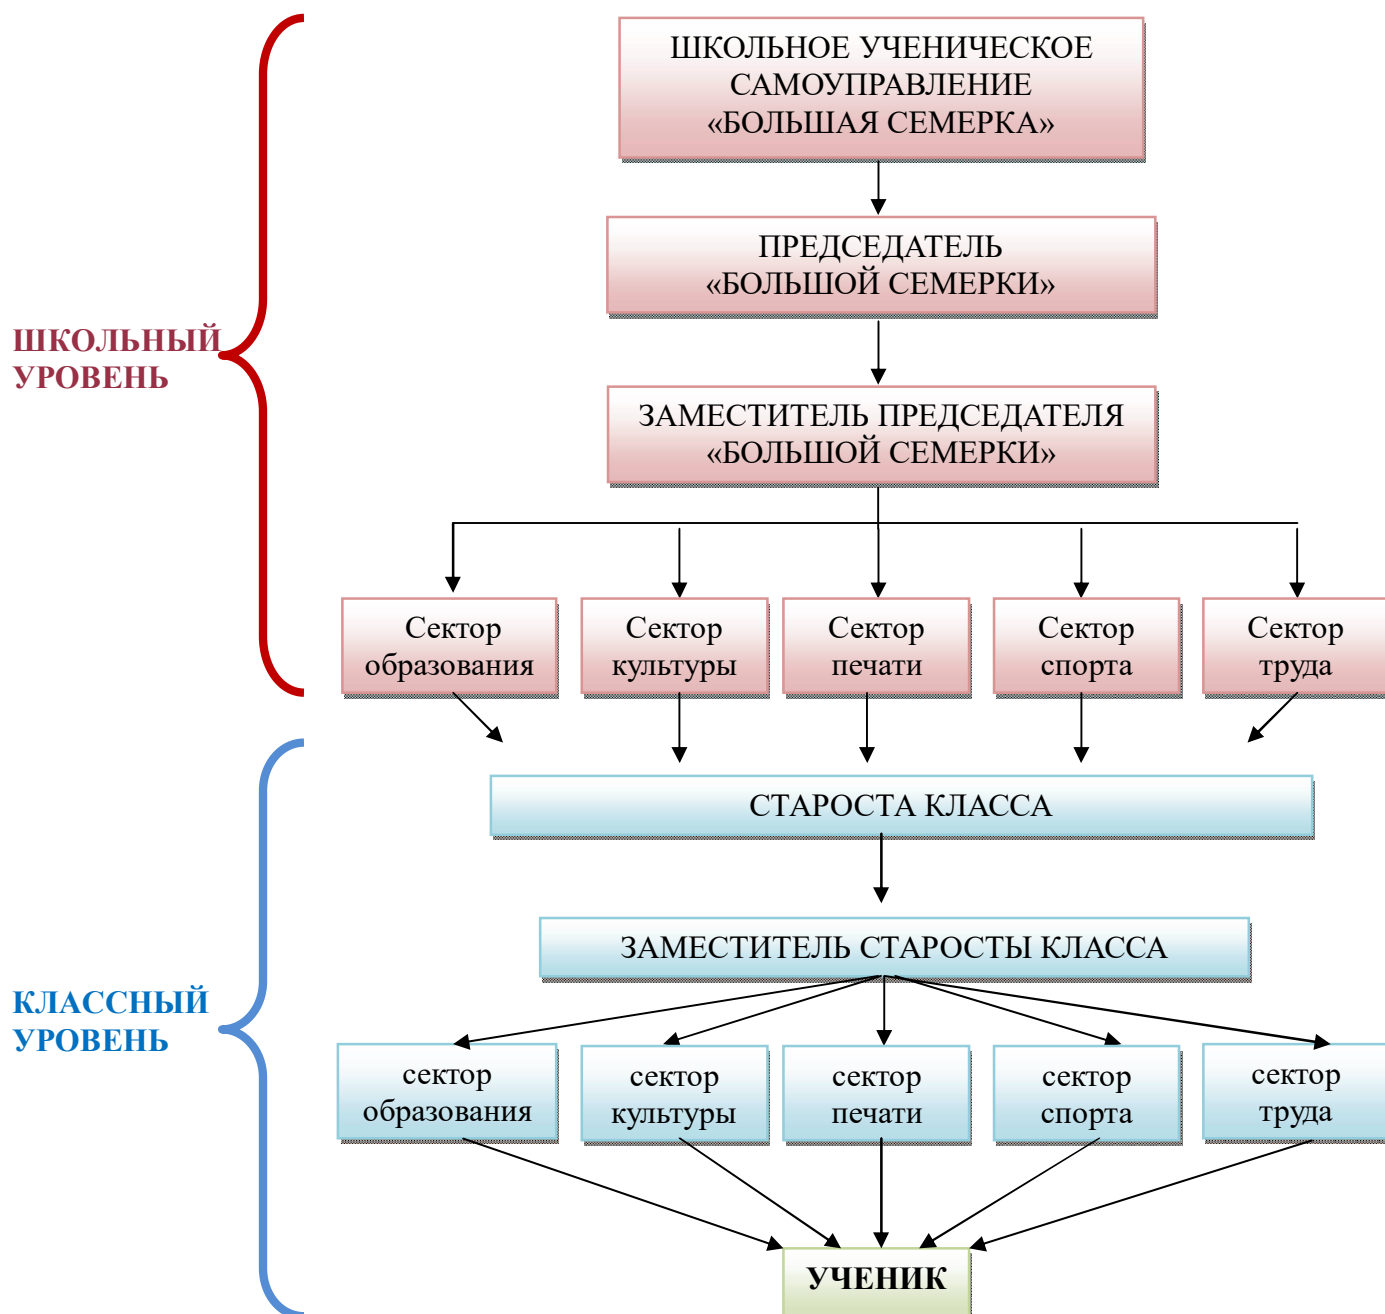 ШКОЛЬНОЕ УЧЕНИЧЕСКОЕ
САМОУПРАВЛЕНИЕ
«БОЛЬШАЯ СЕМЕРКА»
ПРЕДСЕДАТЕЛЬ
«БОЛЬШОЙ СЕМЕРКИ»
ШКОЛЬНЫЙ
УРОВЕНЬ
ЗАМЕСТИТЕЛЬ ПРЕДСЕДАТЕЛЯ
«БОЛЬШОЙ СЕМЕРКИ»
Сектор
образования
Сектор
культуры
Сектор
печати
Сектор
спорта
Сектор
труда
СТАРОСТА КЛАССА
ЗАМЕСТИТЕЛЬ СТАРОСТЫ КЛАССА
КЛАССНЫЙ
УРОВЕНЬ
сектор
образования
сектор
культуры
сектор
печати
сектор
спорта
сектор
труда
УЧЕНИК